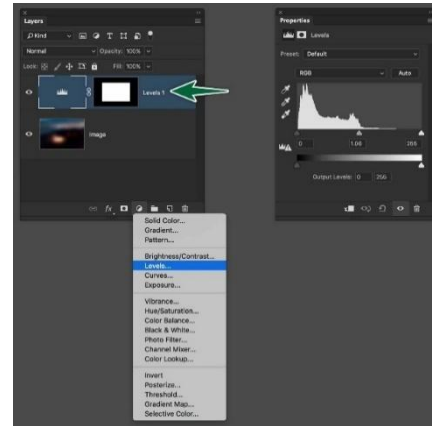 Layers
Kind
Normal
Opacity: 100%
Lock:
Fill: 100%
Levels 1
Image
fx
Solid Color...
Gradient...
Pattern...
Brightness/Contrast...
Levels...
Curves...
Exposure...
Vibrance...
Hue/Saturation...
Color Balance...
Black & White...
Photo Filter...
Channel Mixer...
Color Lookup...
Invert
Posterize...
Threshold...
Gradient Map...
Selective Color...
Properties
Levels
Preset: Default
RGB
Auto
0 1.00 255
Output Levels: 0 255